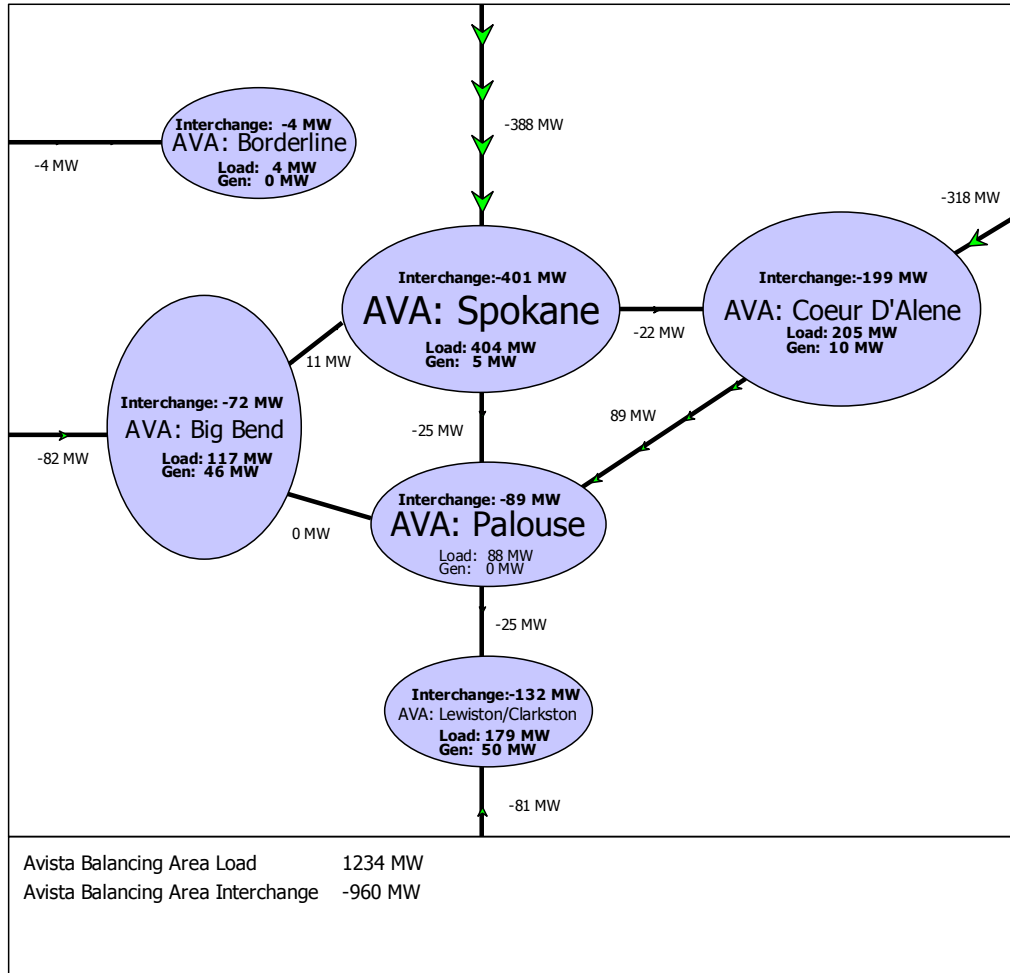 -388 MW
Interchange: -4 MW
AVA: Borderline
Load: 4 MW
Gen: 0 MW
-4 MW
-318 MW
Interchange:-401 MW
AVA: Spokane
Load: 404 MW
Gen: 5 MW
Interchange:-199 MW
AVA: Coeur D'Alene
Load: 205 MW
Gen: 10 MW
-22 MW
11 MW
Interchange: -72 MW
AVA: Big Bend
Load: 117 MW
Gen: 46 MW
-82 MW
-25 MW
89 MW
Interchange: -89 MW
AVA: Palouse
Load: 88 MW
Gen: 0 MW
0 MW
-25 MW
Interchange:-132 MW
AVA: Lewiston/Clarkston
Load: 179 MW
Gen: 50 MW
-81 MW
Avista Balancing Area Load 1234 MW
Avista Balancing Area Interchange -960 MW